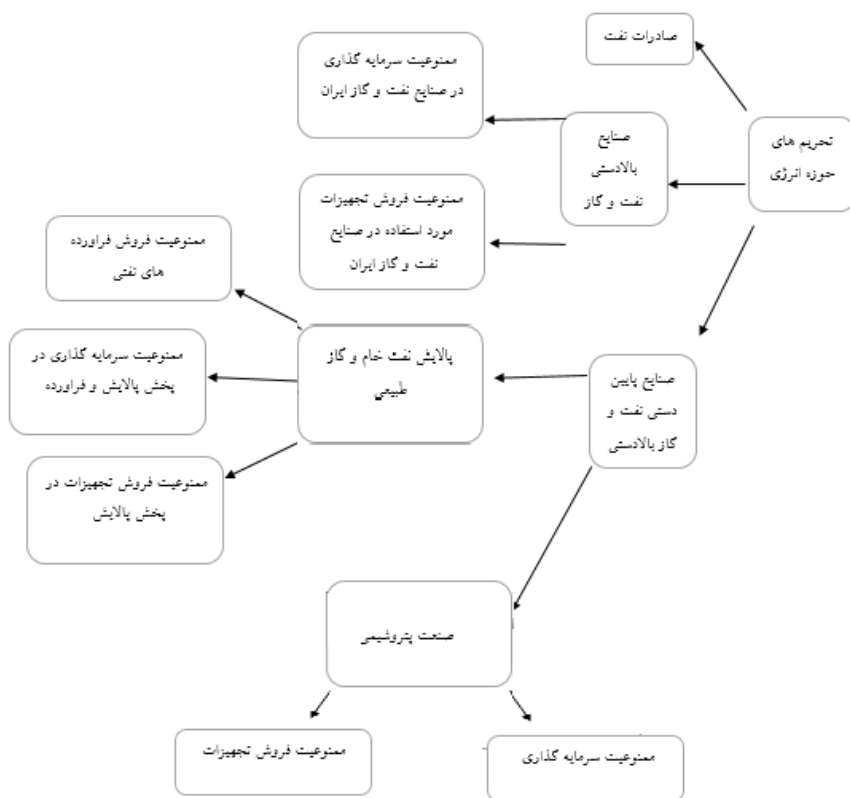 صادرات نفت
تحریم های
حوزه انرژی
صنایع
بالادستی
نفت و گاز
ممنوعیت سرمایه گذاری
در صنایع نفت و گاز ایران
ممنوعیت فروش تجهیزات
مورد استفاده در صنایع
نفت و گاز ایران
صنایع پایین
دستی نفت و
گاز بالادستی
پالایش نفت خام و گاز
طبیعی
ممنوعیت فروش فراورده
های نفتی
ممنوعیت سرمایه گذاری در
پخش پالایش و فراورده
ممنوعیت فروش تجهیزات در
پخش پالایش
صنعت پتروشیمی
ممنوعیت سرمایه گذاری
ممنوعیت فروش تجهیزات